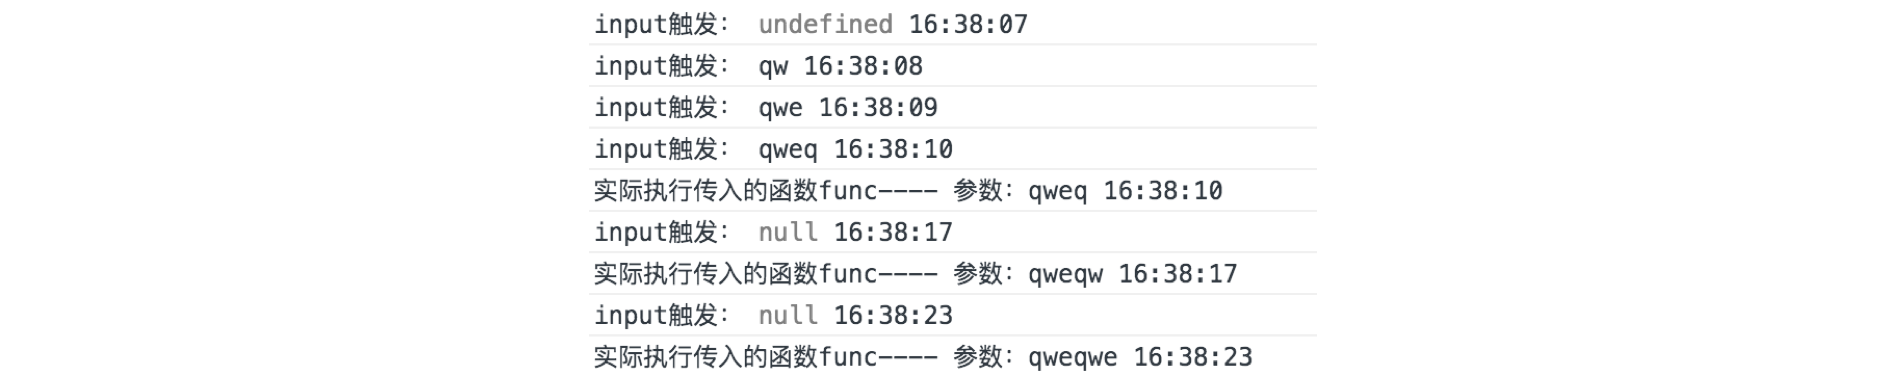 input触发： undefined 16:38:07
input触发： qw 16:38:08
input触发： qwe 16:38:09
input触发： qweq 16:38:10
实际执行传入的函数func---- 参数：qweq 16:38:10
input触发： null 16:38:17
实际执行传入的函数func---- 参数：qweqw 16:38:17
input触发： null 16:38:23
实际执行传入的函数func---- 参数：qweqwe 16:38:23